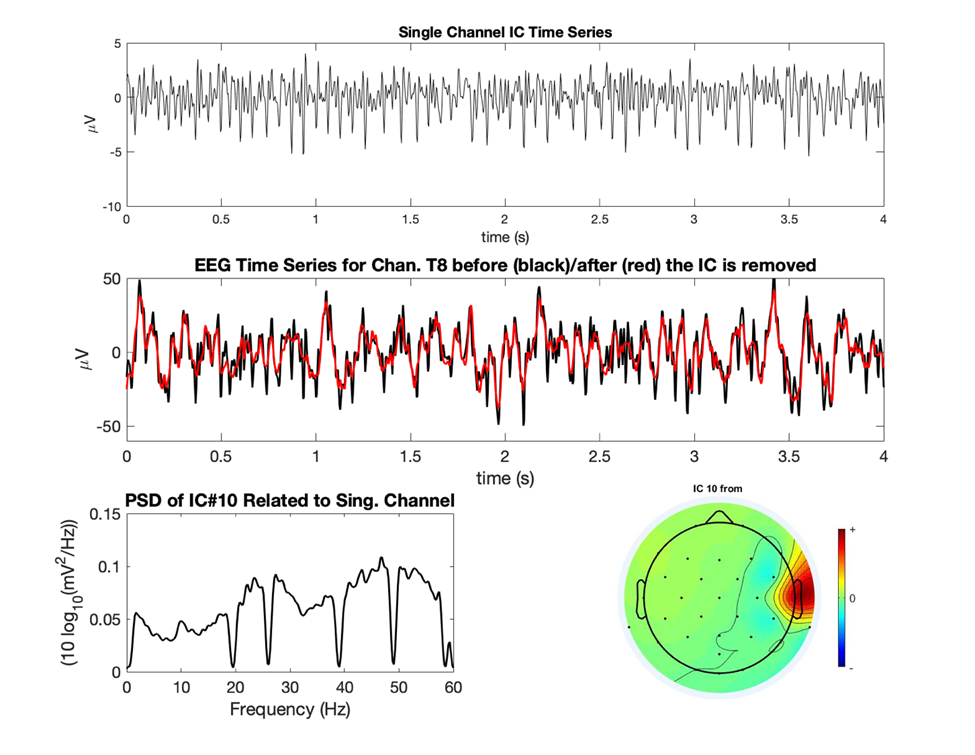 Single Channel IC Time Series
5
0
-5
-10
μV
0 0.5 1 1.5 2 2.5 3 3.5 4
time (s)
EEG Time Series for Chan. T8 before (black)/after (red) the IC is removed
50
0
-50
μV
0 0.5 1 1.5 2 2.5 3 3.5 4
time (s)
PSD of IC#10 Related to Sing. Channel
0.15
0.1
0.05
0
(10 log10(mV2/Hz))
0 10 20 30 40 50 60
Frequency (Hz)
IC 10 from
+
0
-